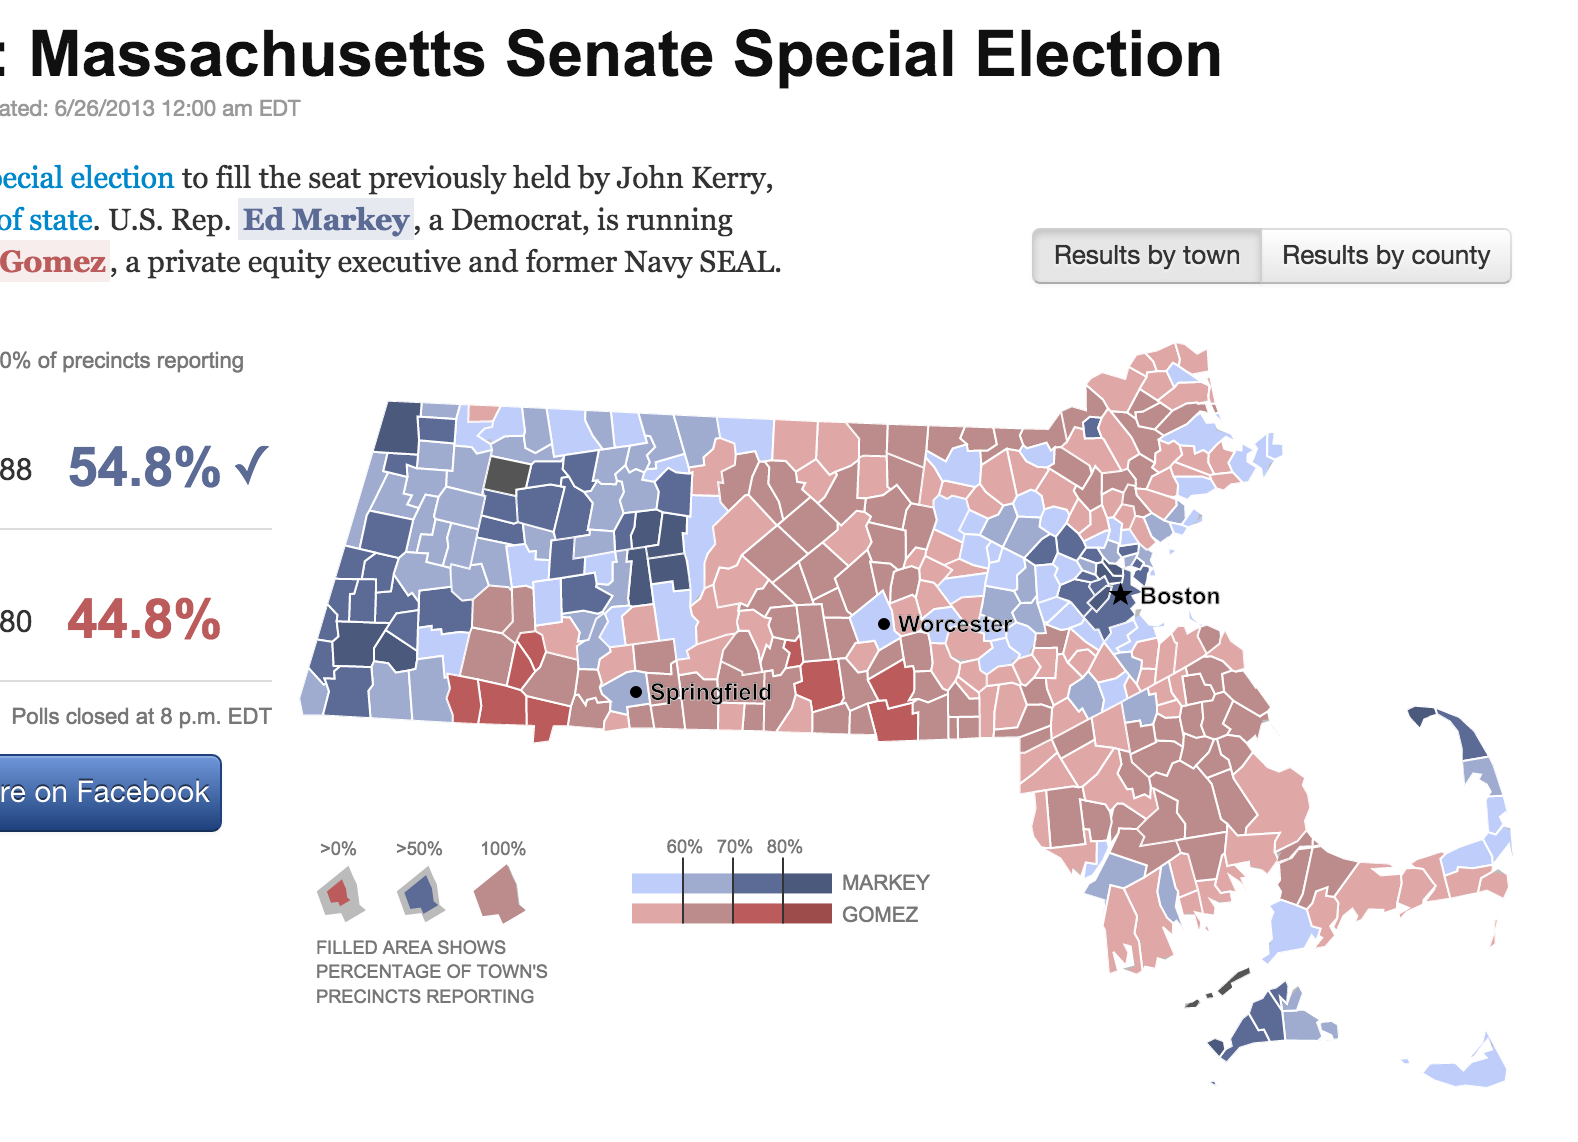 : Massachusetts Senate Special Election
ated: 6/26/2013 12:00 am EDT
ecial election to fill the seat previously held by John Kerry,
of state. U.S. Rep. Ed Markey, a Democrat, is running
Gomez, a private equity executive and former Navy SEAL.
Results by town Results by county
0% of precincts reporting
88 54.8% ✓
80 44.8%
Polls closed at 8 p.m. EDT
re on Facebook
Boston
Worcester
Springfield
>0% >50% 100%
60% 70% 80%
MARKEY
GOMEZ
FILLED AREA SHOWS
PERCENTAGE OF TOWN'S
PRECINCTS REPORTING